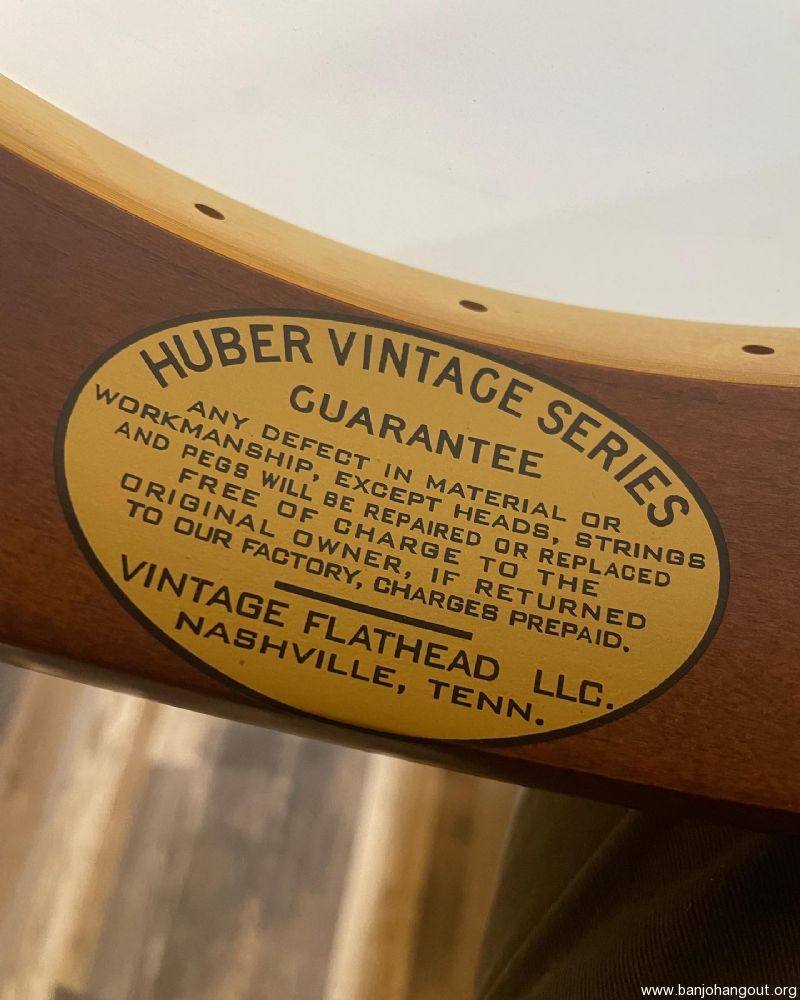 HUBER VINTAGE SERIES
GUARANTEE
ANY DEFECT IN MATERIAL OR
WORKMANSHIP, EXCEPT HEADS, STRINGS
AND PEGS WILL BE REPAIRED OR REPLACED
FREE OF CHARGE TO THE
ORIGINAL OWNER, IF RETURNED
TO OUR FACTORY, CHARGES PREPAID.
VINTAGE FLATHEAD LLC.
NASHVILLE, TENN.
www.banjohangout.org